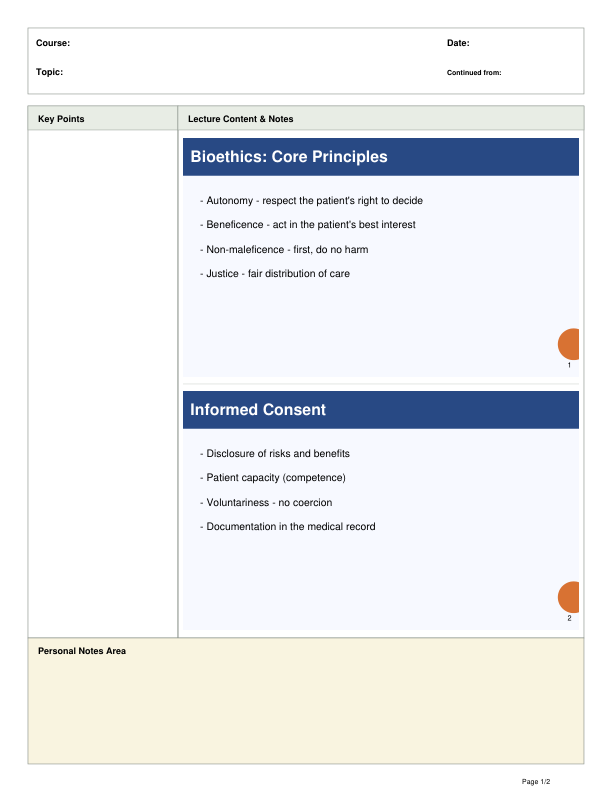 Course:
Date:
Topic:
Continued from:
Key Points
Lecture Content & Notes
Bioethics: Core Principles
- Autonomy - respect the patient's right to decide
- Beneficence - act in the patient's best interest
- Non-maleficence - first, do no harm
- Justice - fair distribution of care
1
Informed Consent
- Disclosure of risks and benefits
- Patient capacity (competence)
- Voluntariness - no coercion
- Documentation in the medical record
2
Personal Notes Area
Page 1/2